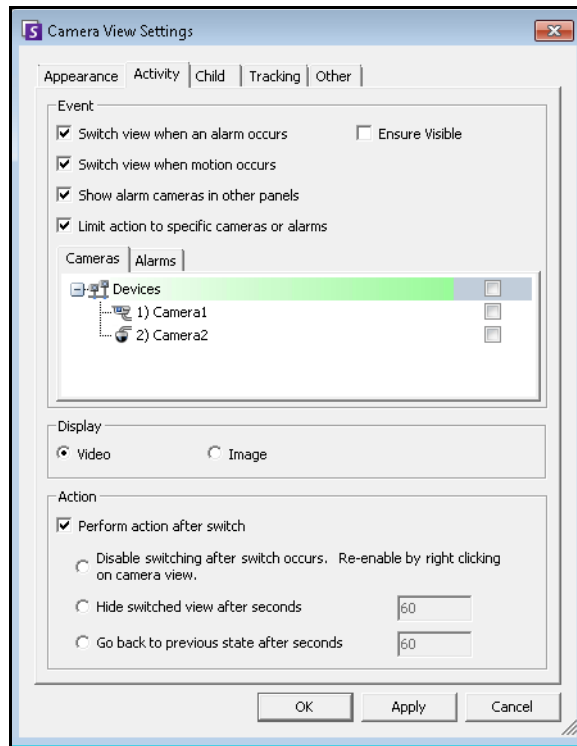 Camera View Settings
Appearance Activity Child Tracking Other
Event
Switch view when an alarm occurs Ensure Visible
Switch view when motion occurs
Show alarm cameras in other panels
Limit action to specific cameras or alarms
Cameras Alarms
Devices
1) Camera1
2) Camera2
Display
Video Image
Action
Perform action after switch
Disable switching after switch occurs. Re-enable by right clicking
on camera view.
Hide switched view after seconds 60
Go back to previous state after seconds 60
OK Apply Cancel